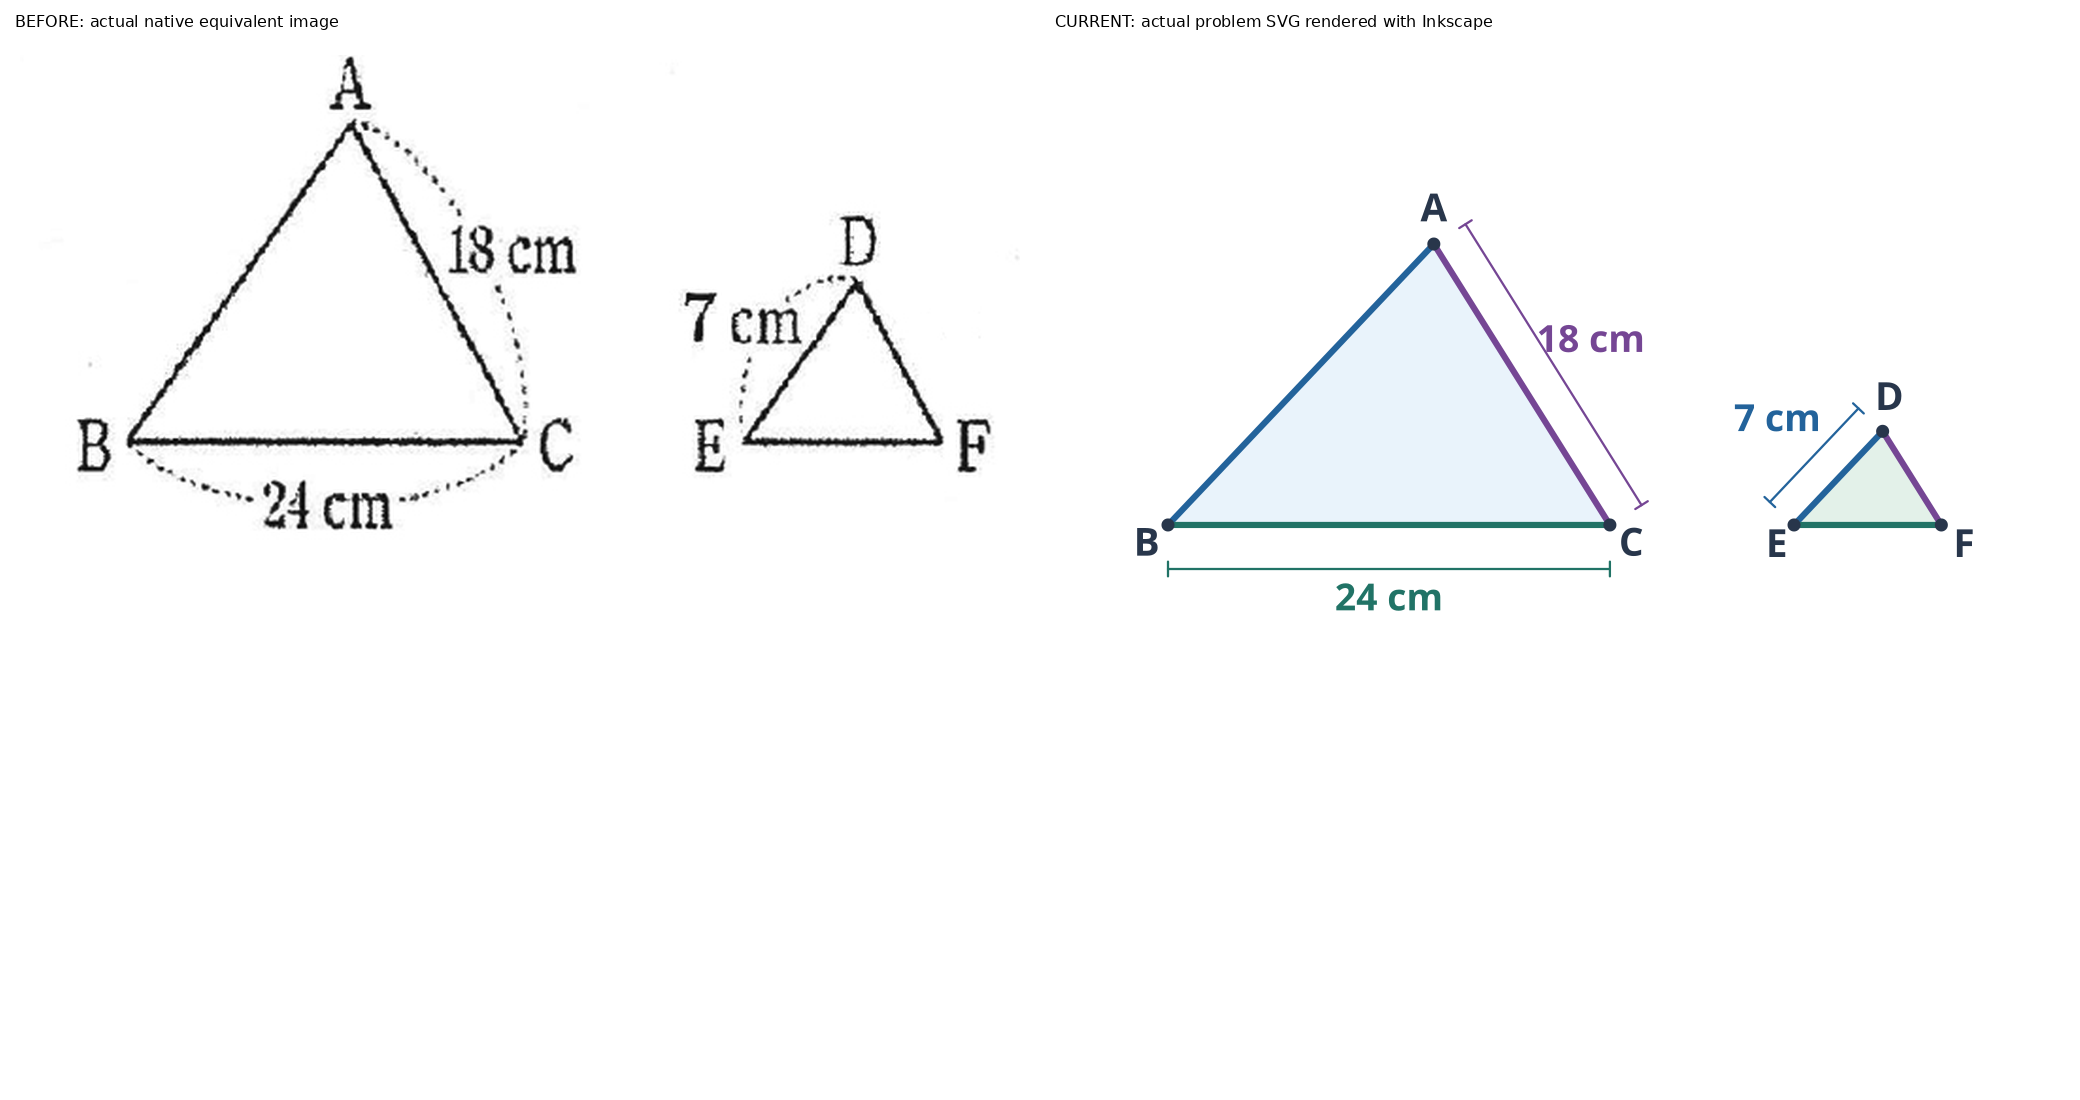 BEFORE: actual native equivalent image
A
18 cm
D
7 cm
B
C
E
F
24 cm
CURRENT: actual problem SVG rendered with Inkscape
A
18 cm
D
7 cm
B
C
E
F
24 cm